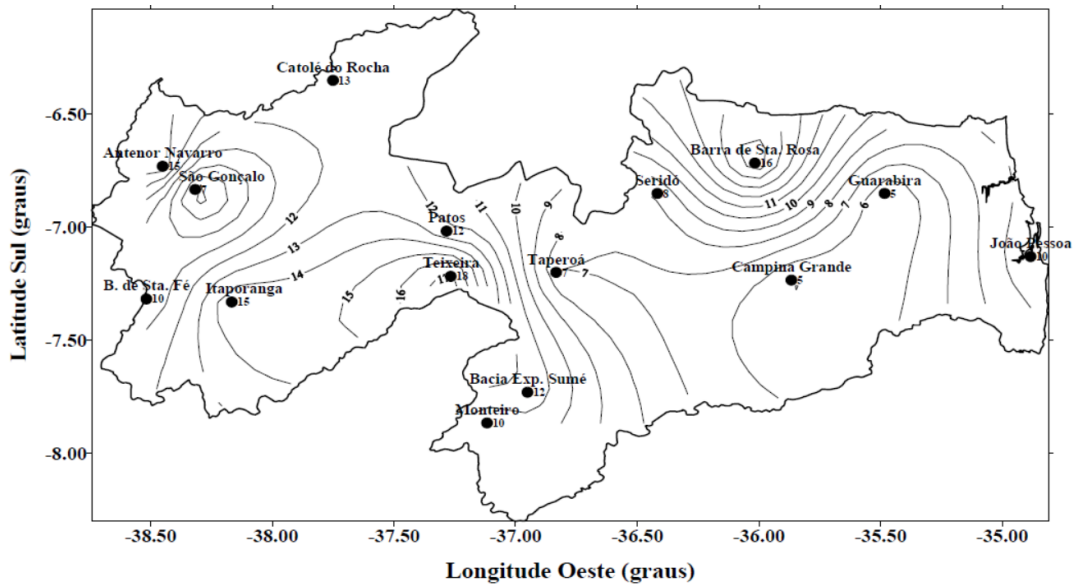 Catolé do Rocha
13
-6.50
Antenor Navarro
15
São Gonçalo
7
Barra de Sta. Rosa
16
Seridó
8
Guarabira
5
12
11
10
9
12
11
10
9
8
7
6
-7.00
Patos
12
13
8
João Pessoa
10
14
Teixeira
18
17
Taperoá
7
7
Campina Grande
5
B. de Sta. Fé
10
Itaporanga
15
15
16
-7.50
Bacia Exp. Sumé
12
Monteiro
10
-8.00
Latitude Sul (graus)
-38.50
-38.00
-37.50
-37.00
-36.50
-36.00
-35.50
-35.00
Longitude Oeste (graus)